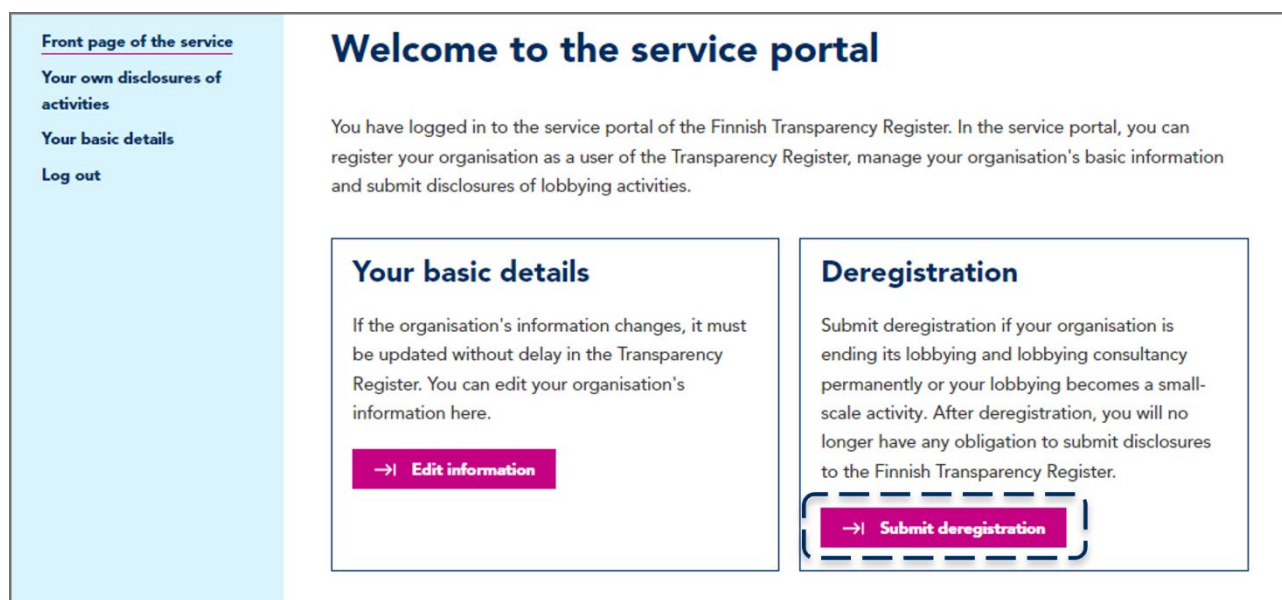 Front page of the service
Your own disclosures of
activities
Your basic details
Log out
Welcome to the service portal
You have logged in to the service portal of the Finnish Transparency Register. In the service portal, you can
register your organisation as a user of the Transparency Register, manage your organisation's basic information
and submit disclosures of lobbying activities.
Your basic details
If the organisation's information changes, it must
be updated without delay in the Transparency
Register. You can edit your organisation's
information here.
Edit information
Deregistration
Submit deregistration if your organisation is
ending its lobbying and lobbying consultancy
permanently or your lobbying becomes a small-
scale activity. After deregistration, you will no
longer have any obligation to submit disclosures
to the Finnish Transparency Register.
Submit deregistration